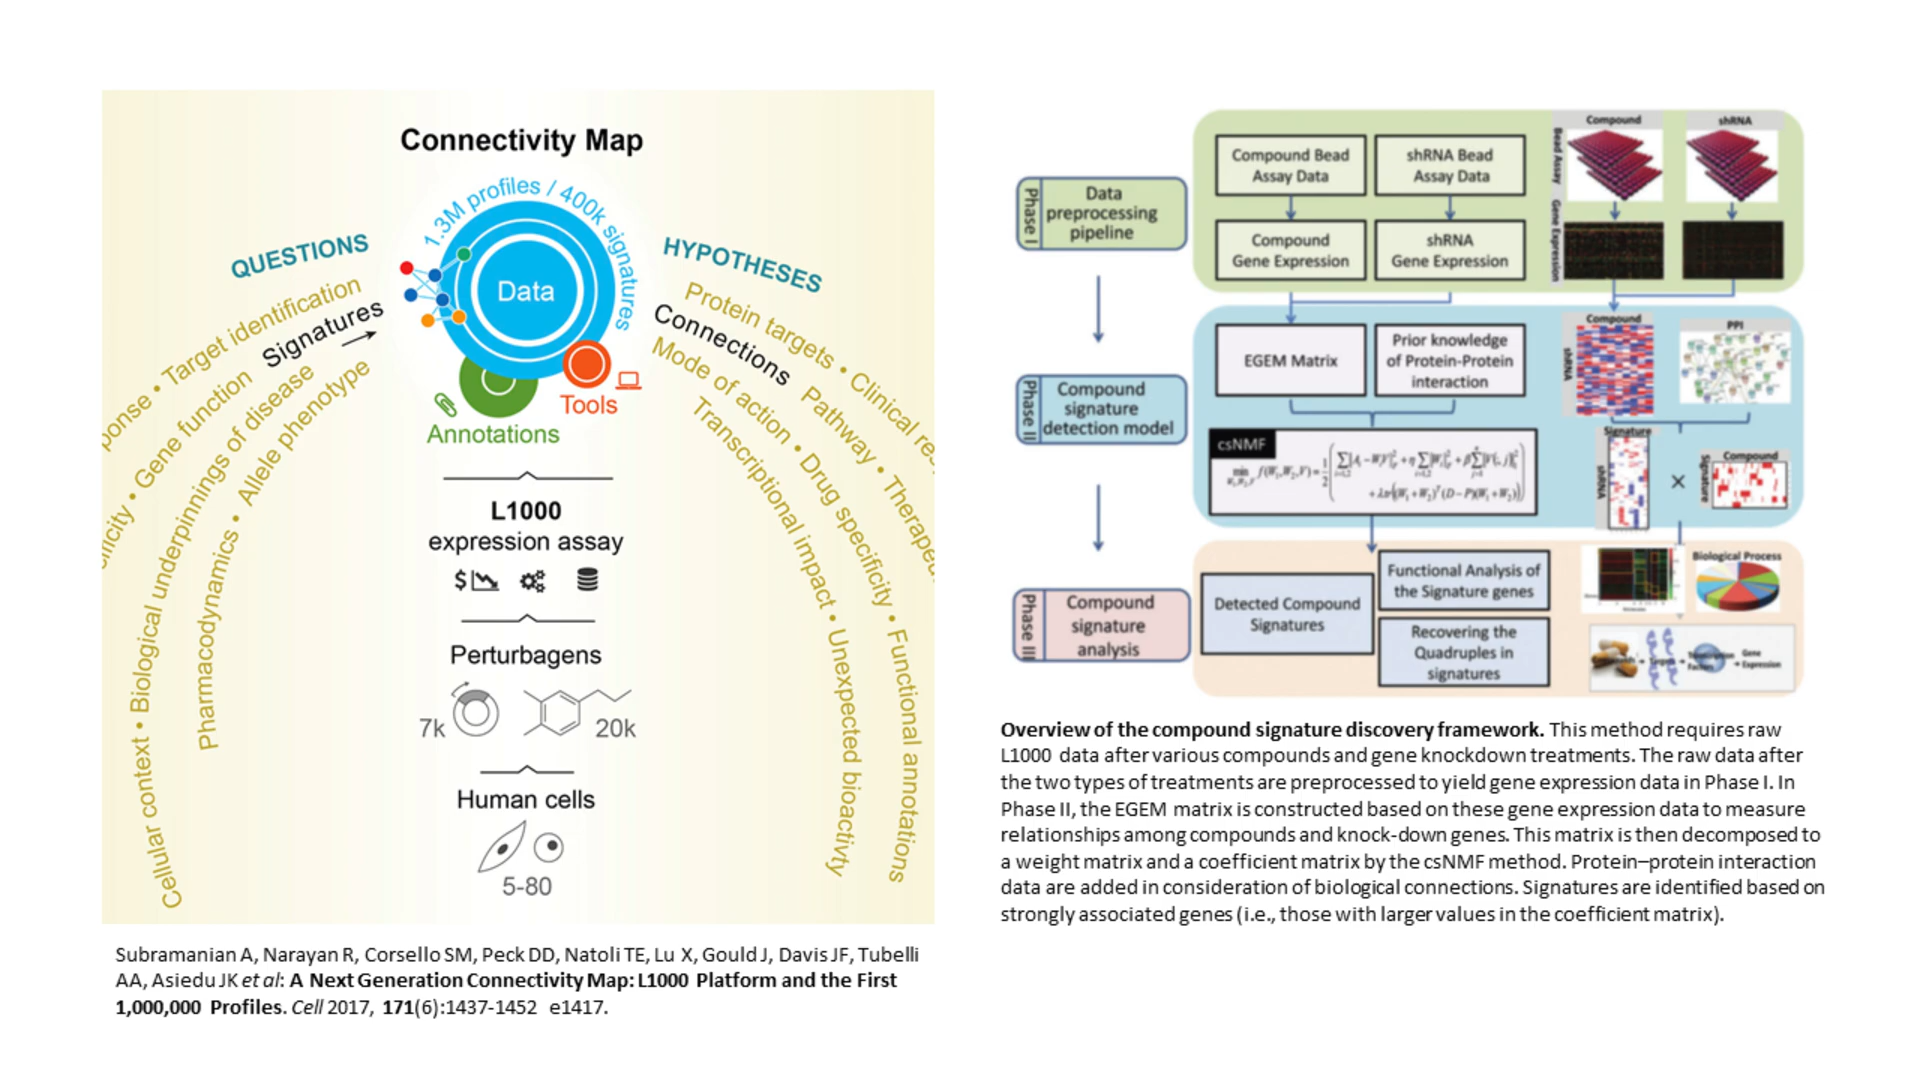 Connectivity Map
1.3M profiles / 400k signatures
QUESTIONS
HYPOTHESES
Data
Tools
Annotations
Target identification
Signatures
ponse
Gene function
Biological underpinnings of disease
Allele phenotype
Pharmacodynamics
Cellular context
Protein targets • Clinical re
Connections
Pathway • Therape
Mode of action • Drug specificity • Functional annotations
Transcriptional impact • Unexpected bioactivty
L1000
expression assay
$
Perturbagens
7k
20k
Human cells
5-80
Subramanian A, Narayan R, Corsello SM, Peck DD, Natoli TE, Lu X, Gould J, Davis JF, Tubelli
AA, Asiedu JK et al: A Next Generation Connectivity Map: L1000 Platform and the First
1,000,000 Profiles. Cell 2017, 171(6):1437-1452 e1417.
Phase I
Data
preprocessing
pipeline
Compound Bead
Assay Data
shRNA Bead
Assay Data
Compound
Gene Expression
shRNA
Gene Expression
Compound
shRNA
Bead Assay
Gene Expression
Phase II
Compound
signature
detection model
EGEM Matrix
Prior knowledge
of Protein-Protein
interaction
csNMF
Compound
shRNA
PPI
Signature
shRNA
×
Signature
Compound
Phase III
Compound
signature
analysis
Detected Compound
Signatures
Functional Analysis of
the Signature genes
Recovering the
Quadruples in
signatures
Biological Process
Gene
Expression
Overview of the compound signature discovery framework. This method requires raw
L1000 data after various compounds and gene knockdown treatments. The raw data after
the two types of treatments are preprocessed to yield gene expression data in Phase I. In
Phase II, the EGEM matrix is constructed based on these gene expression data to measure
relationships among compounds and knock-down genes. This matrix is then decomposed to
a weight matrix and a coefficient matrix by the csNMF method. Protein–protein interaction
data are added in consideration of biological connections. Signatures are identified based on
strongly associated genes (i.e., those with larger values in the coefficient matrix).